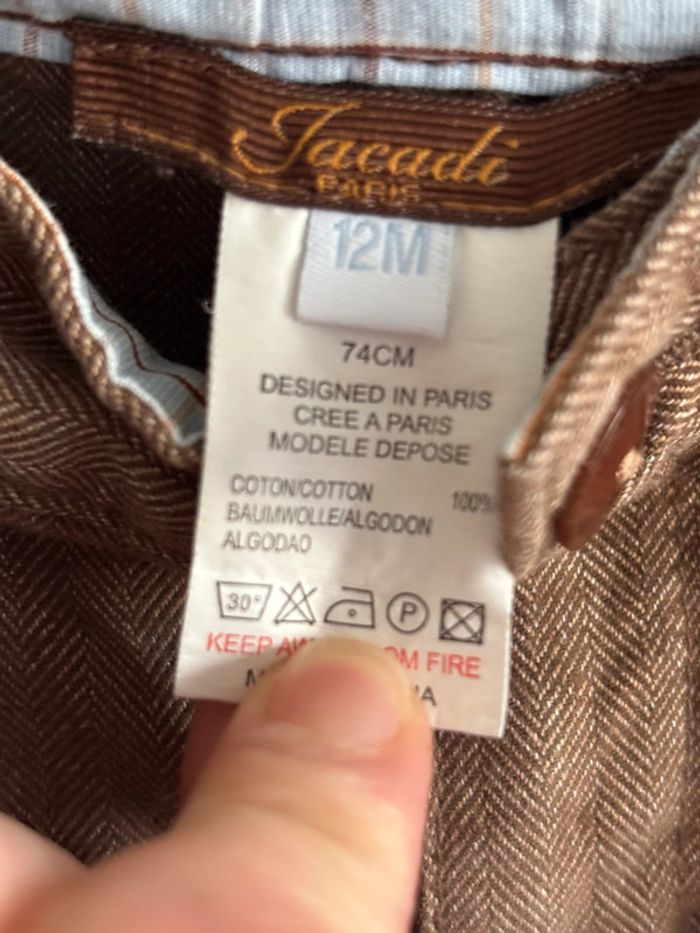 Jacadi
PARIS
12M
74CM
DESIGNED IN PARIS
CREE A PARIS
MODELE DEPOSE
COTON/COTTON 100%
BAUMWOLLE/ALGODON
ALGODAO
30° P
KEEP FIRE